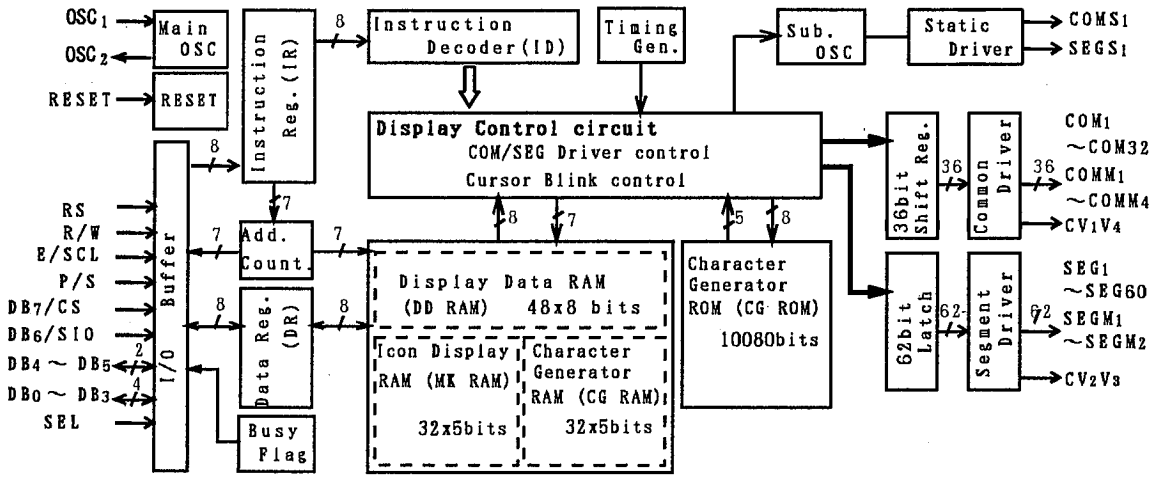 OSC1
OSC2
Main
OSC
RESET
RESET
Instruction
Reg.(IR)
8
Instruction
Decoder(ID)
Timing
Gen.
Sub.
OSC
Static
Driver
COMS1
SEGS1
Display Control circuit
COM/SEG Driver control
Cursor Blink control
36bit
Shift Reg.
36
Common
Driver
36
COM1
~COM32
COMM1
~COMM4
CV1V4
8
7
8
7
5
8
RS
R/W
E/SCL
P/S
DB7/CS
DB6/SIO
DB4 ~ DB5
2
DB0 ~ DB3
4
SEL
I/O Buffer
7
Add.
Count.
7
8
Data Reg.
(DR)
8
Busy
Flag
Display Data RAM
(DD RAM) 48x8 bits
Icon Display
RAM (MK RAM)
32x5bits
Character
Generator
RAM (CG RAM)
32x5bits
Character
Generator
ROM (CG ROM)
10080bits
62bit
Latch
62
Segment
Driver
62
SEG1
~SEG60
SEGM1
~SEGM2
CV2V3